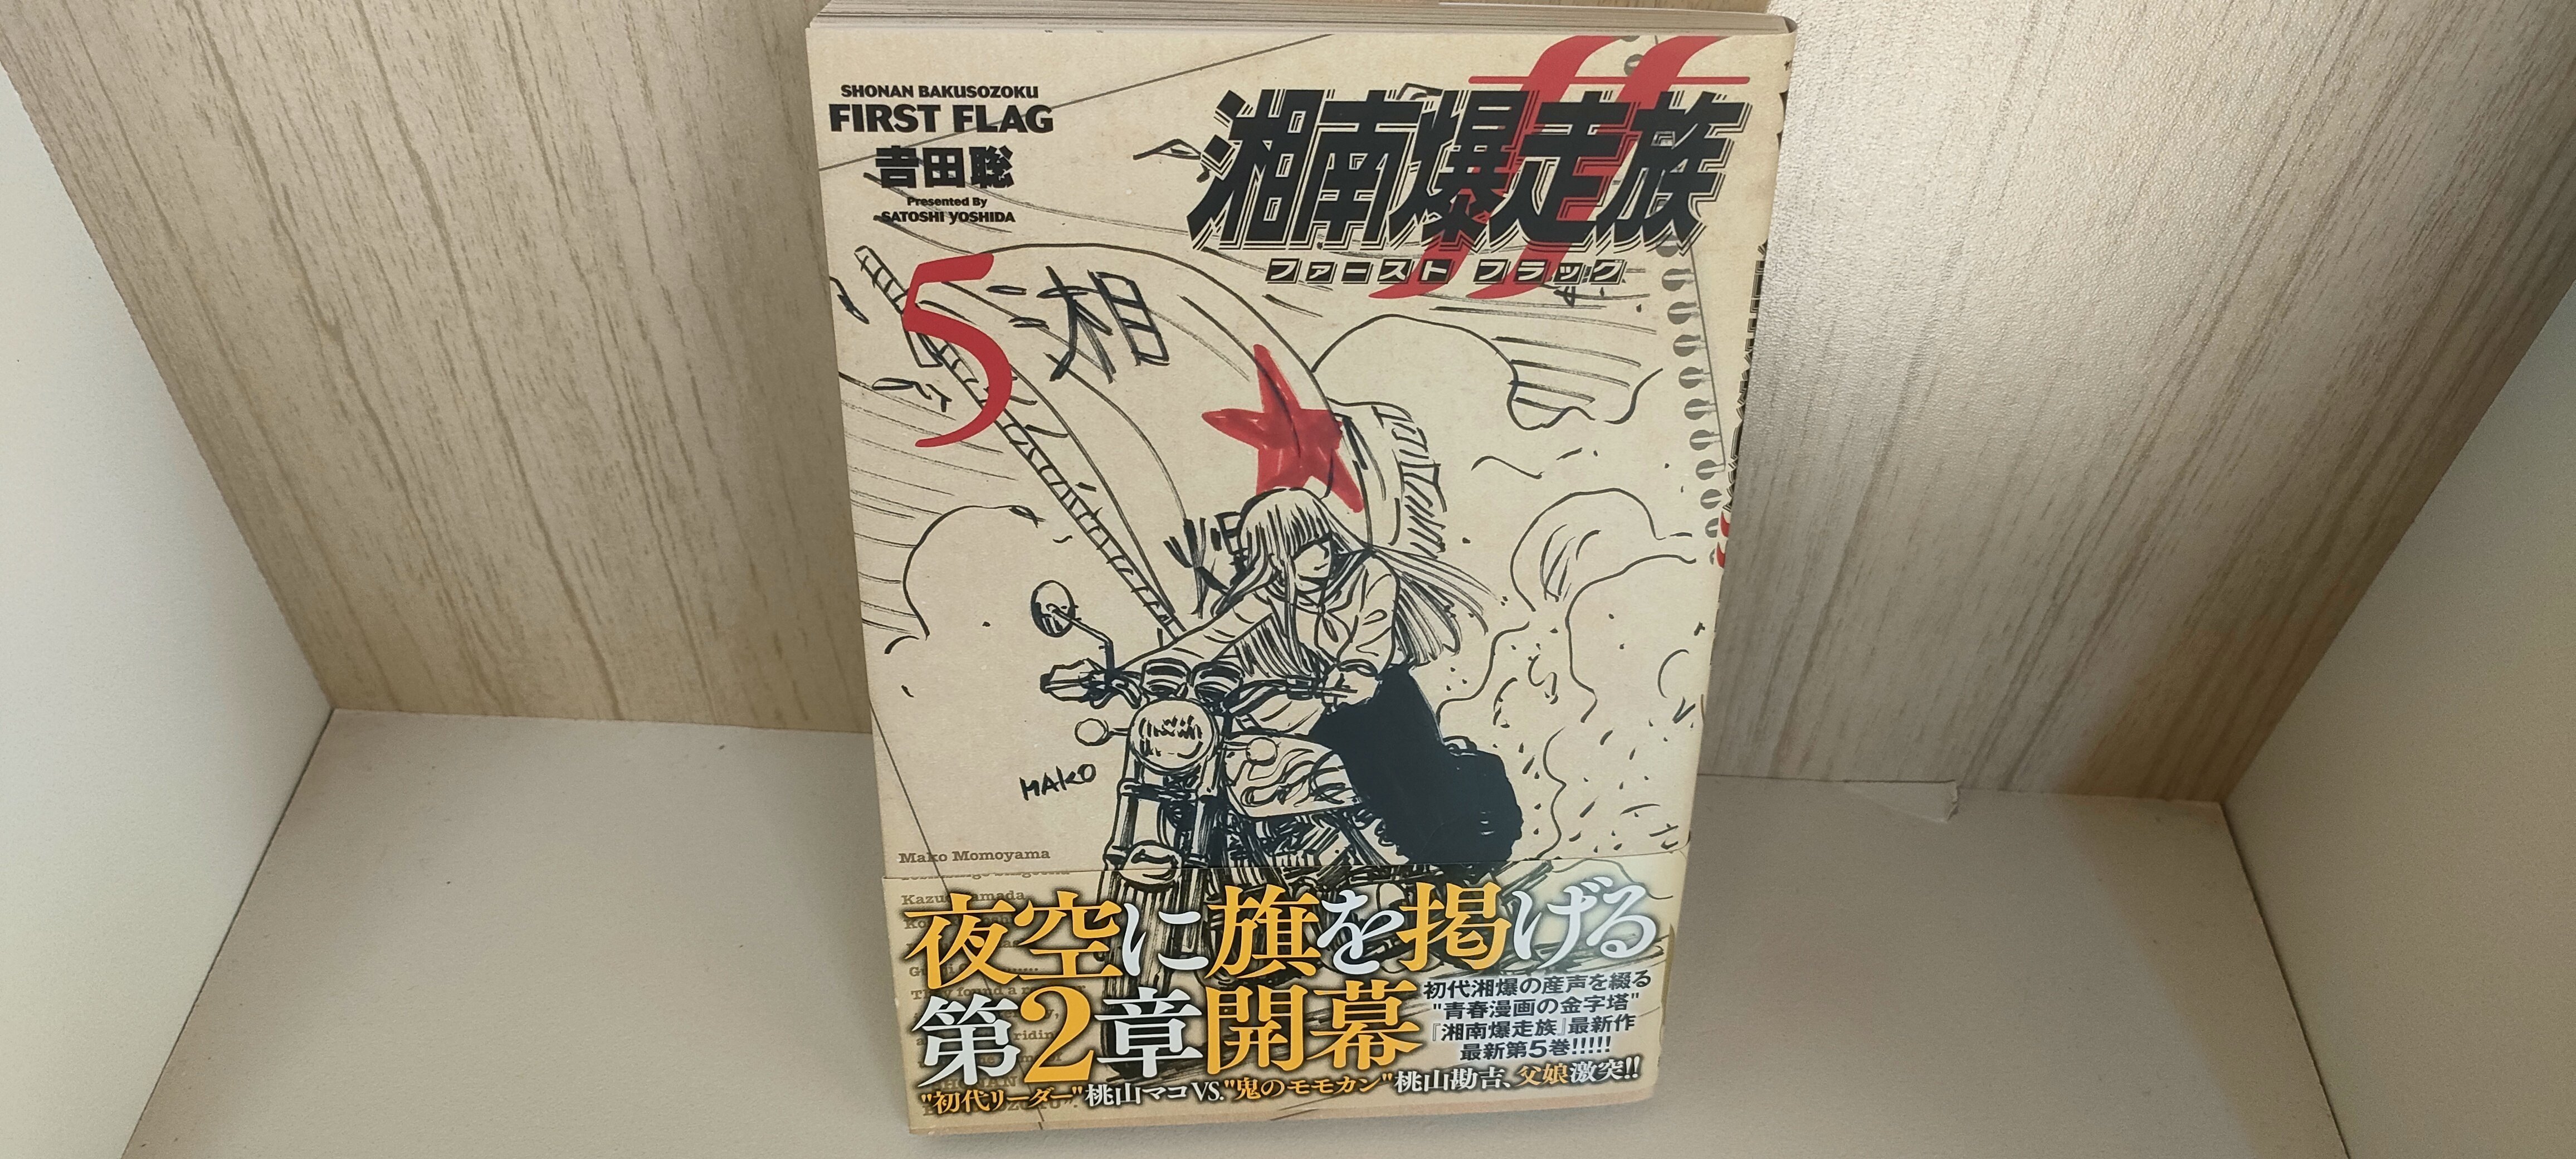 SHONAN BAKUSOZOKU
FIRST FLAG
吉田聡
Presented By
SATOSHI YOSHIDA
湘南爆走族
ファースト フラッグ
5
湘
爆
MAKO
Mako Momoyama
夜空に旗を掲げる
第2章開幕
初代湘爆の産声を綴る
"青春漫画の金字塔"
『湘南爆走族』最新作
最新第5巻!!!!!
"初代リーダー"桃山マコVS."鬼のモモカン"桃山勘吉、父娘激突!!